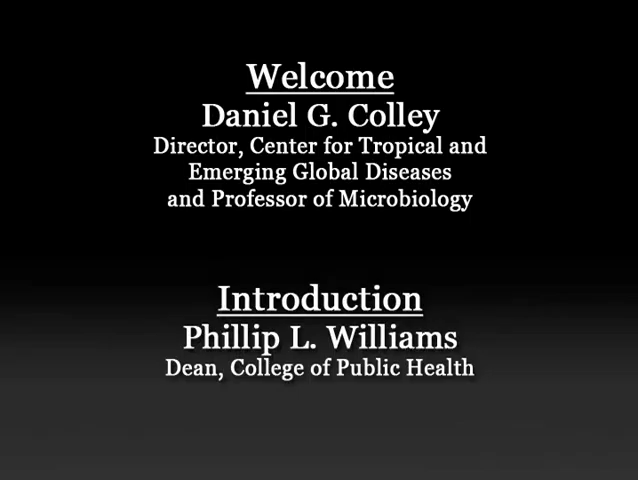 Welcome
Daniel G. Colley
Director, Center for Tropical and
Emerging Global Diseases
and Professor of Microbiology
Introduction
Phillip L. Williams
Dean, College of Public Health